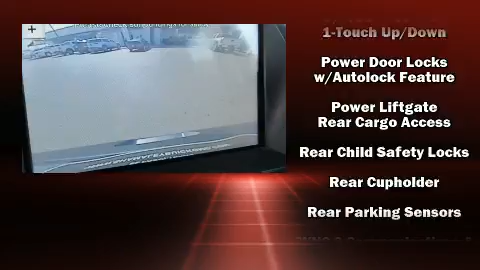 1-Touch Up/Down
Power Door Locks
w/Autolock Feature
Power Liftgate
Rear Cargo Access
Rear Child Safety Locks
Rear Cupholder
Rear Parking Sensors